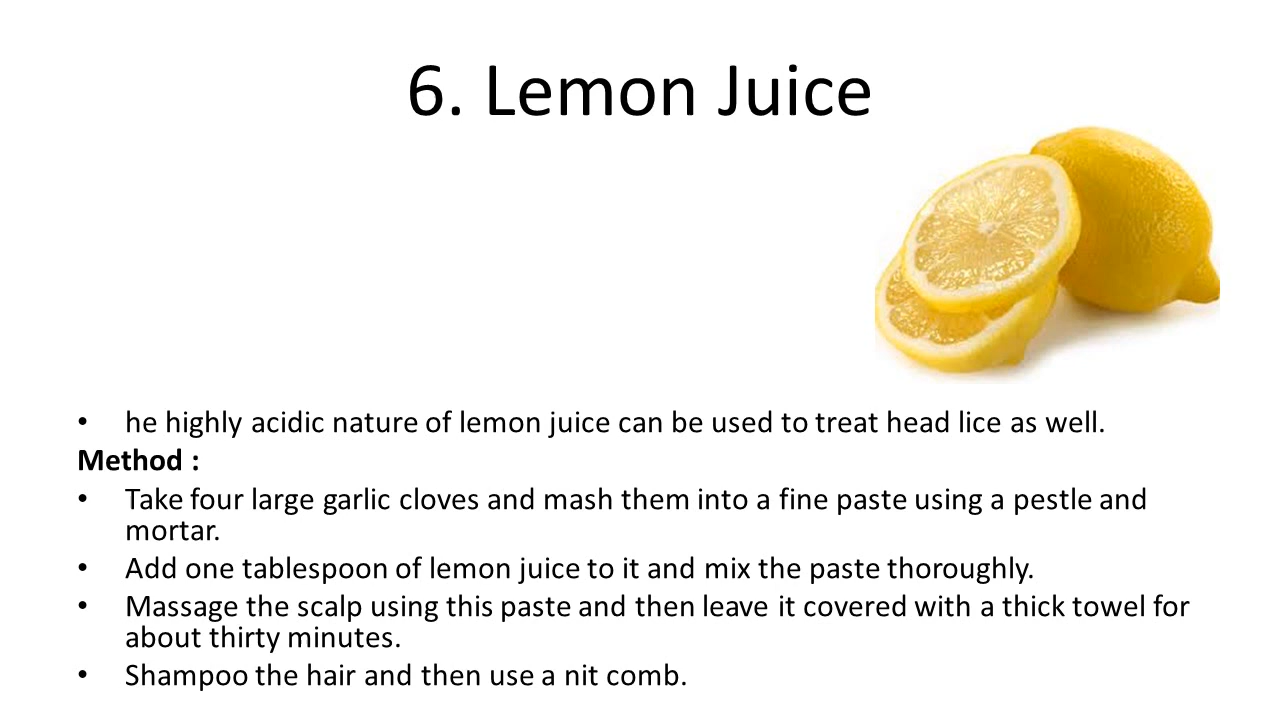 6. Lemon Juice
• he highly acidic nature of lemon juice can be used to treat head lice as well.
Method :
• Take four large garlic cloves and mash them into a fine paste using a pestle and
mortar.
• Add one tablespoon of lemon juice to it and mix the paste thoroughly.
• Massage the scalp using this paste and then leave it covered with a thick towel for
about thirty minutes.
• Shampoo the hair and then use a nit comb.